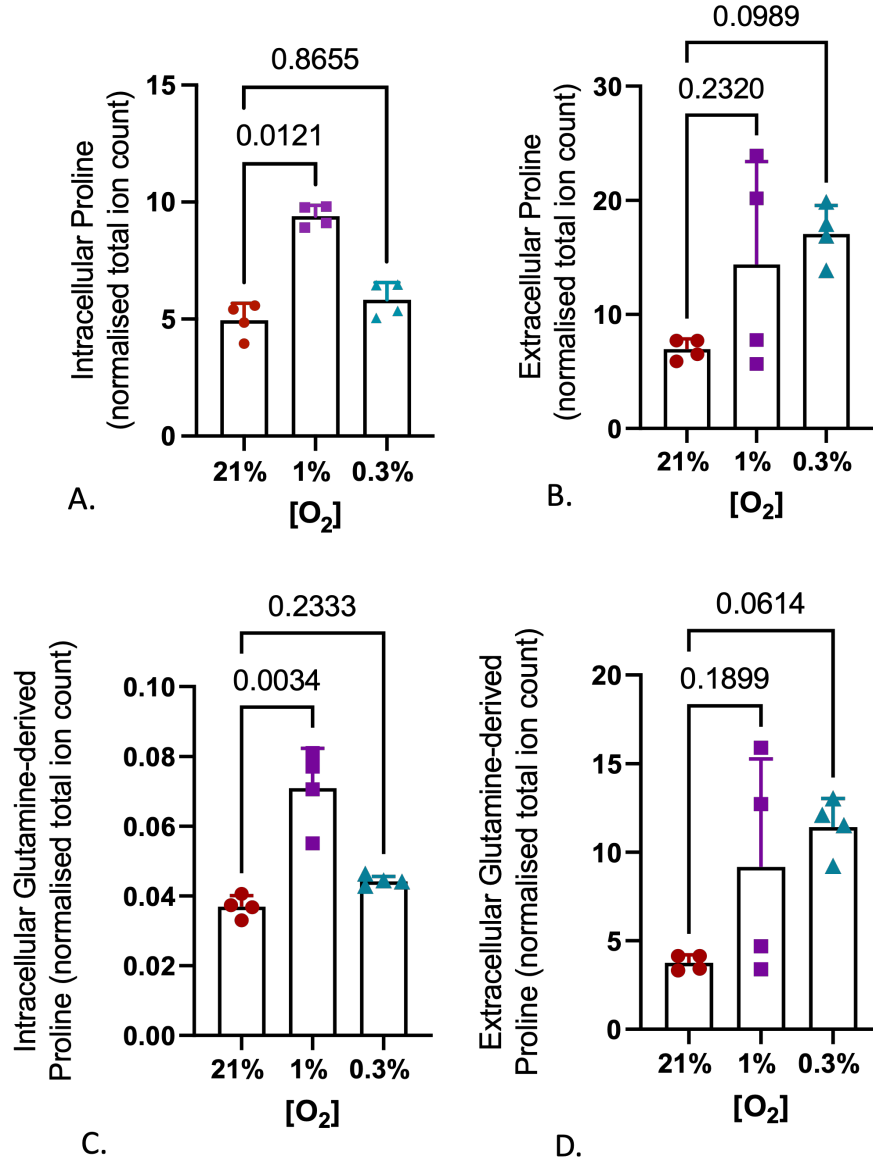 0.8655
0.0121
15
10
5
0
Intracellular Proline
(normalised total ion count)
21% 1% 0.3%
[O₂]
A.
0.0989
0.2320
30
20
10
0
Extracellular Proline
(normalised total ion count)
21% 1% 0.3%
[O₂]
B.
0.2333
0.0034
0.10
0.08
0.06
0.04
0.02
0.00
Intracellular Glutamine-derived
Proline (normalised total ion count)
21% 1% 0.3%
[O₂]
C.
0.0614
0.1899
20
15
10
5
0
Extracellular Glutamine-derived
Proline (normalised total ion count)
21% 1% 0.3%
[O₂]
D.